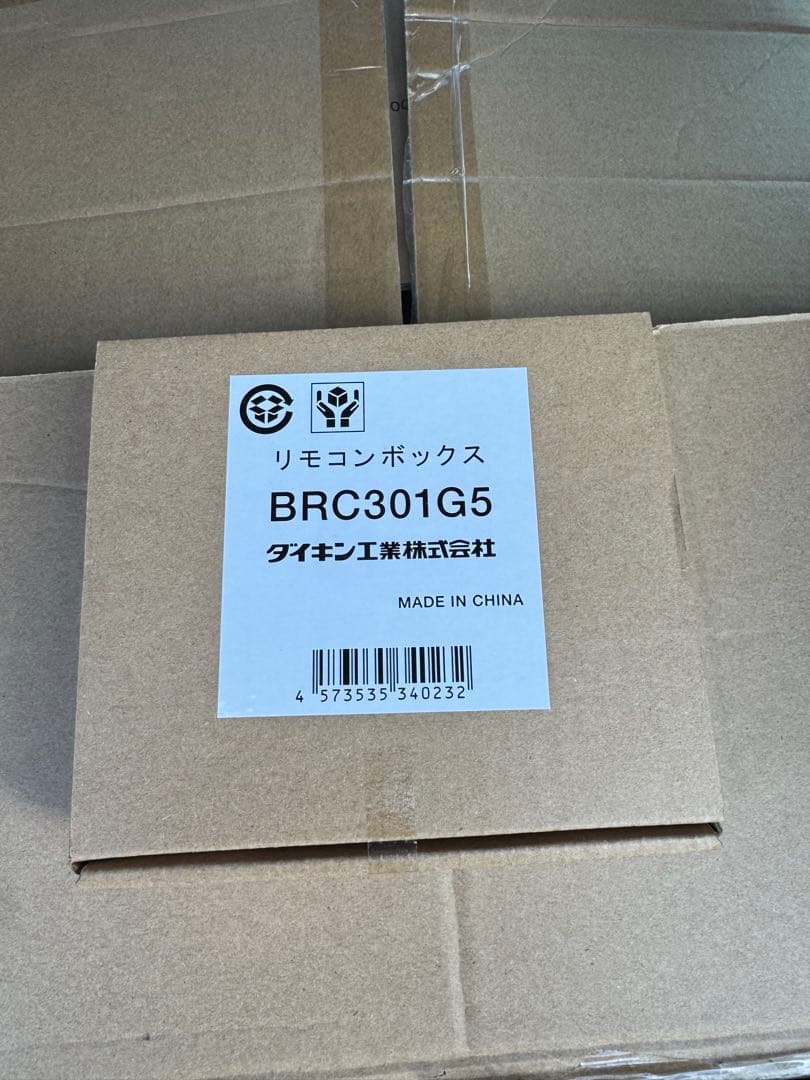 リモコンボックス
BRC301G5
ダイキン工業株式会社
MADE IN CHINA
4 573535 340232